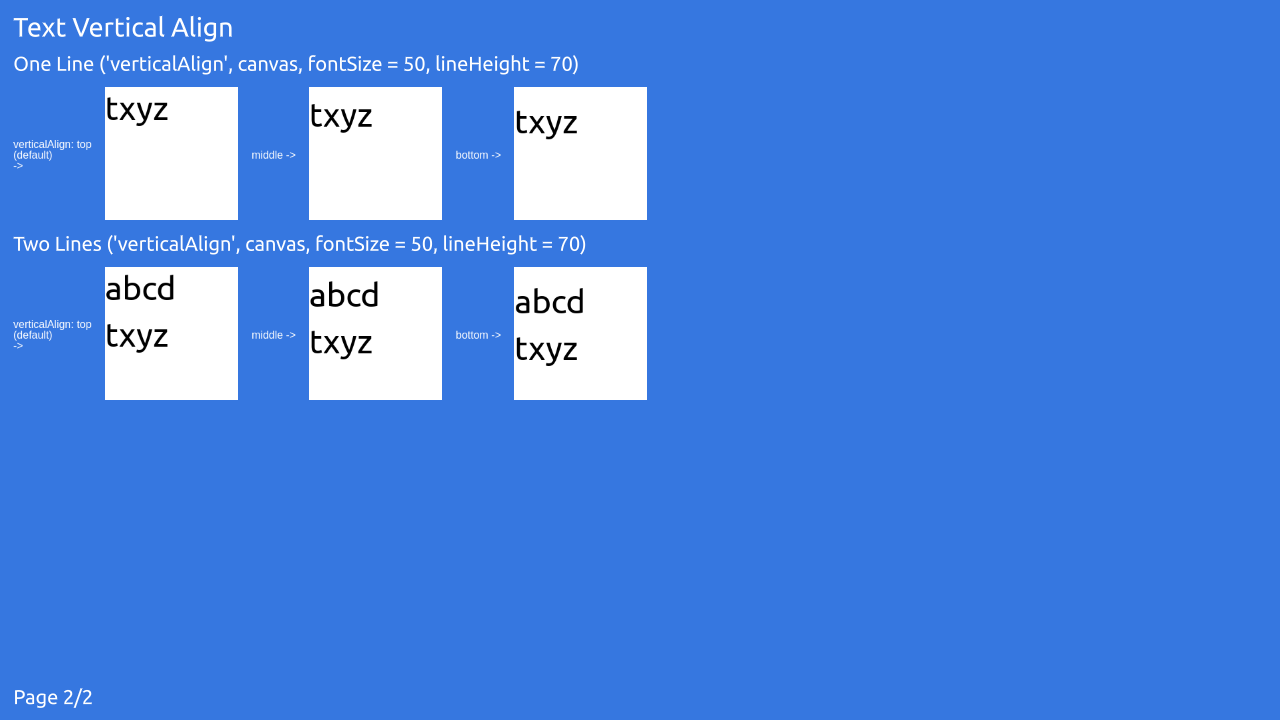 Text Vertical Align
One Line ('verticalAlign', canvas, fontSize = 50, lineHeight = 70)
verticalAlign: top
(default)
->
txyz
middle ->
txyz
bottom ->
txyz
Two Lines ('verticalAlign', canvas, fontSize = 50, lineHeight = 70)
verticalAlign: top
(default)
->
abcd
txyz
middle ->
abcd
txyz
bottom ->
abcd
txyz
Page 2/2